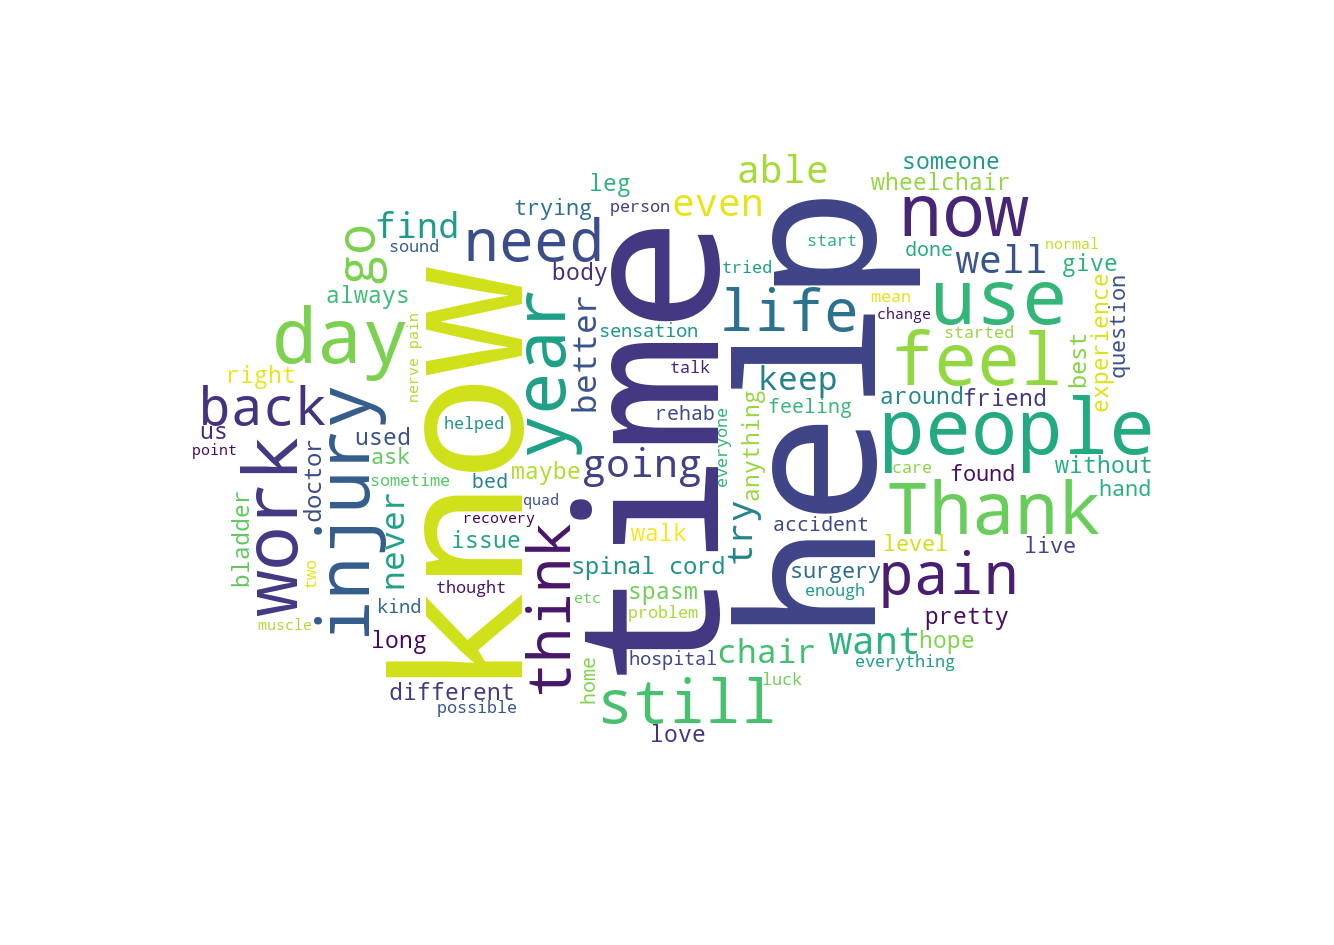 someone
able
wheelchair
leg
even
now
trying
person
find
need
go
sound
body
start
done
normal
well
give
tried
always
know
time
help
life
use
mean
change
day
year
better
sensation
experience
question
nerve pain
started
feel
best
talk
right
keep
back
injury
rehab
feeling
around
friend
us
helped
used
people
point
work
doctor
ask
maybe
going
everyone
anything
care
found
without
sometime
bed
hand
never
quad
Thank
bladder
recovery
think
try
accident
issue
walk
level
live
two
spinal cord
surgery
pain
thought
spasm
enough
etc
kind
problem
pretty
muscle
long
want
hope
home
hospital
chair
everything
different
luck
possible
still
love